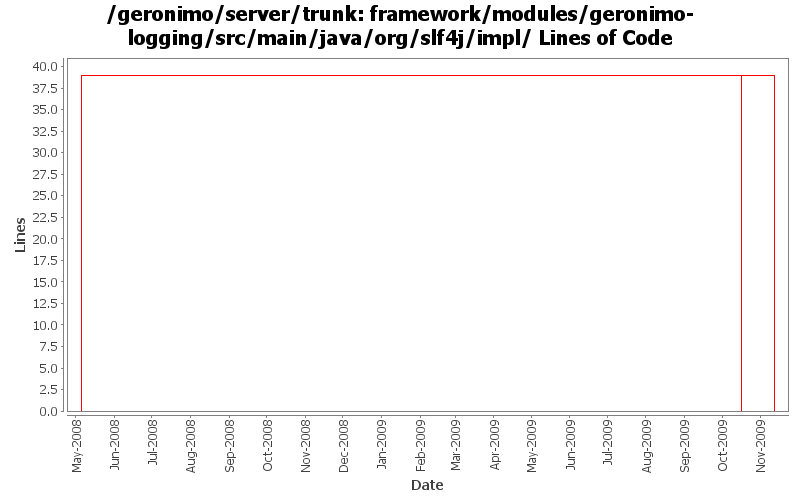 /geronimo/server/trunk: framework/modules/geronimo-
logging/src/main/java/org/slf4j/impl/ Lines of Code
40.0
37.5
35.0
32.5
30.0
27.5
25.0
22.5
20.0
17.5
15.0
12.5
10.0
7.5
5.0
2.5
0.0
Lines
May-2008
Jun-2008
Jul-2008
Aug-2008
Sep-2008
Oct-2008
Nov-2008
Dec-2008
Jan-2009
Feb-2009
Mar-2009
Apr-2009
May-2009
Jun-2009
Jul-2009
Aug-2009
Sep-2009
Oct-2009
Nov-2009
Date